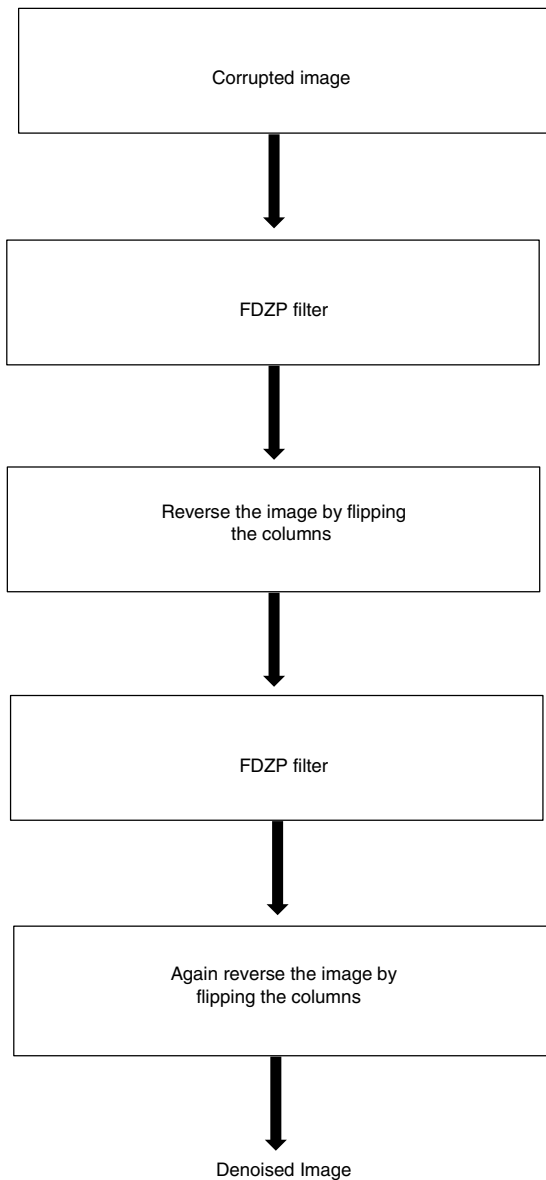 Corrupted image
FDZP filter
Reverse the image by flipping
the columns
FDZP filter
Again reverse the image by
flipping the columns
Denoised Image